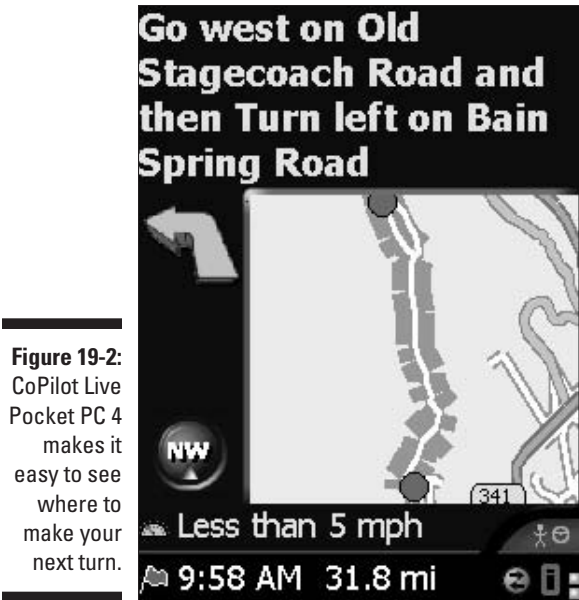 Go west on Old
Stagecoach Road and
then Turn left on Bain
Spring Road
NW
341
Less than 5 mph
9:58 AM 31.8 mi
Figure 19-2:
CoPilot Live
Pocket PC 4
makes it
easy to see
where to
make your
next turn.